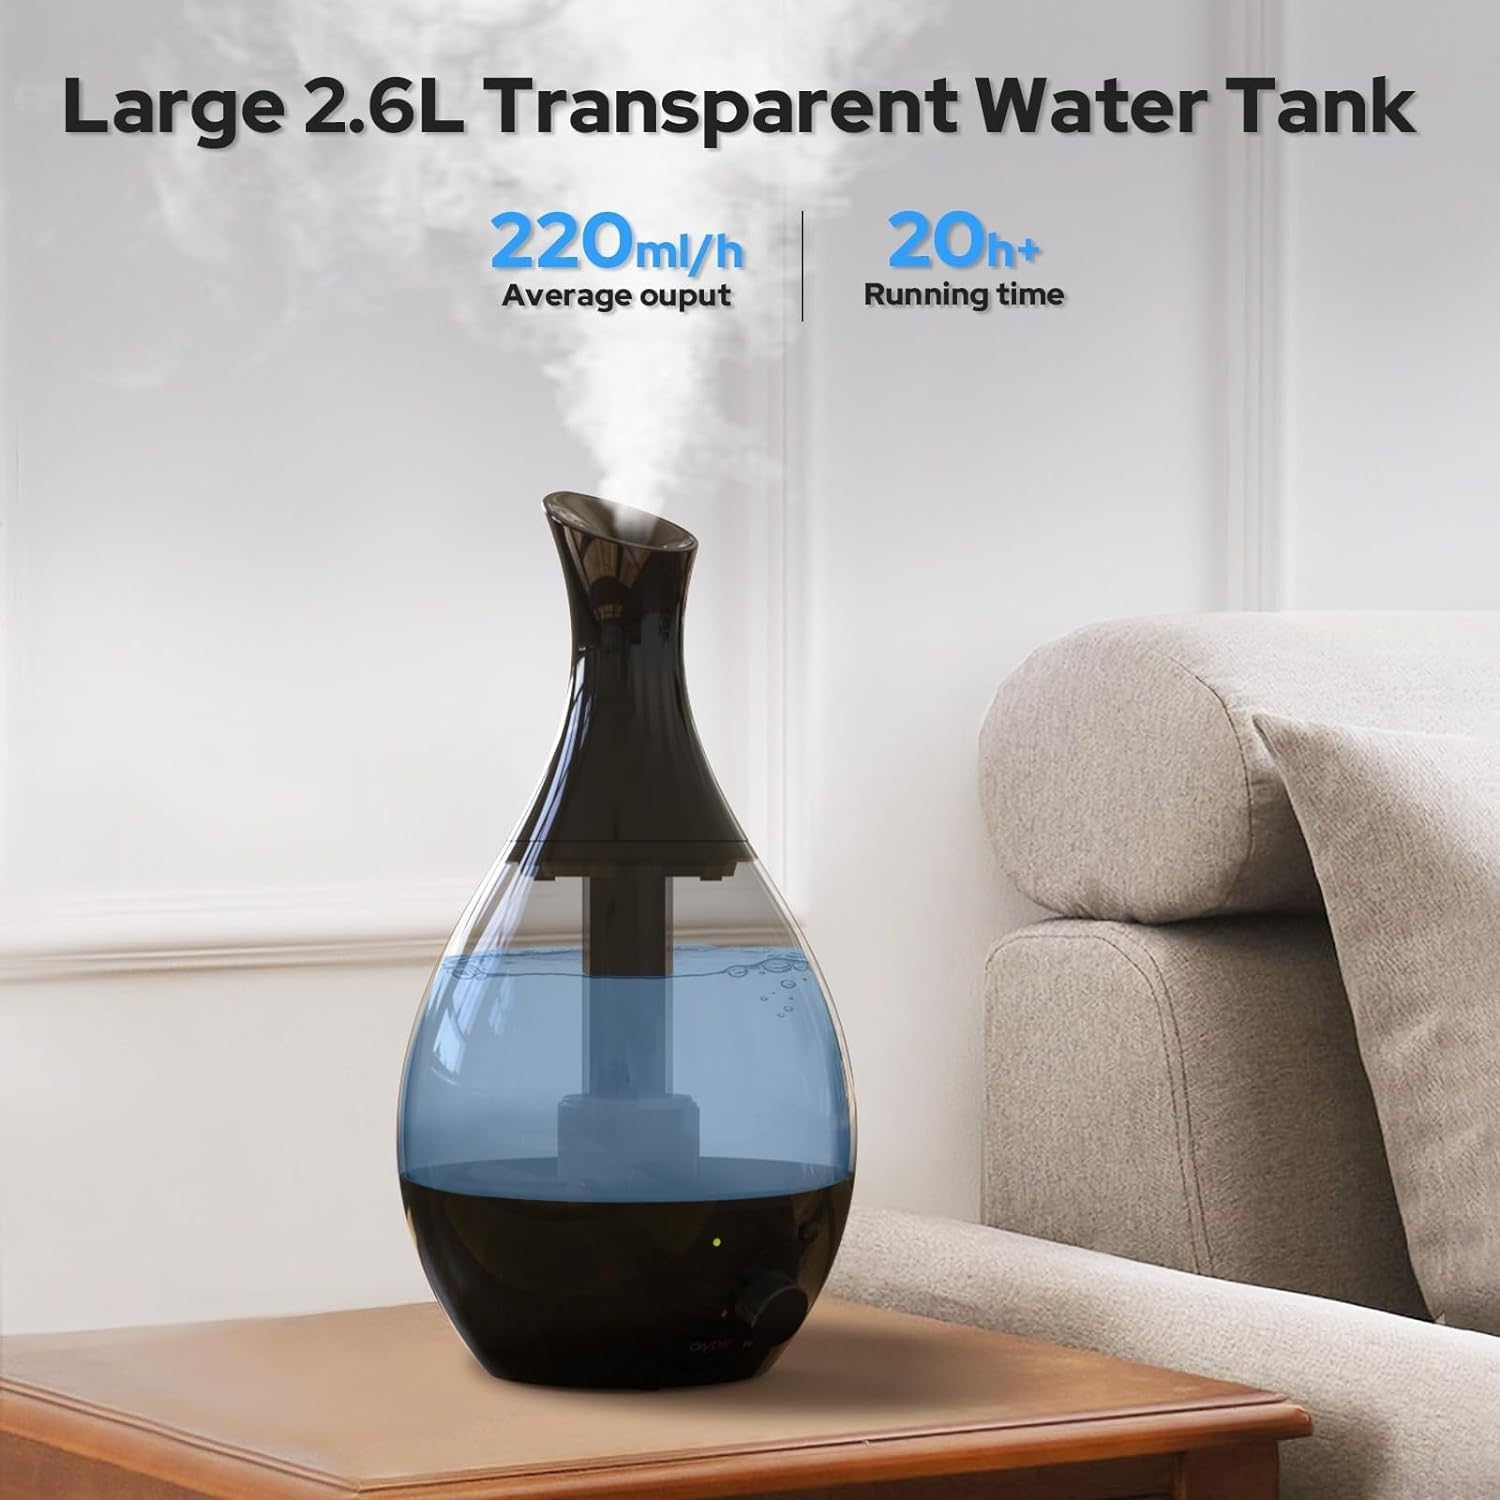 Large 2.6L Transparent Water Tank
220ml/h
Average ouput
20h+
Running time